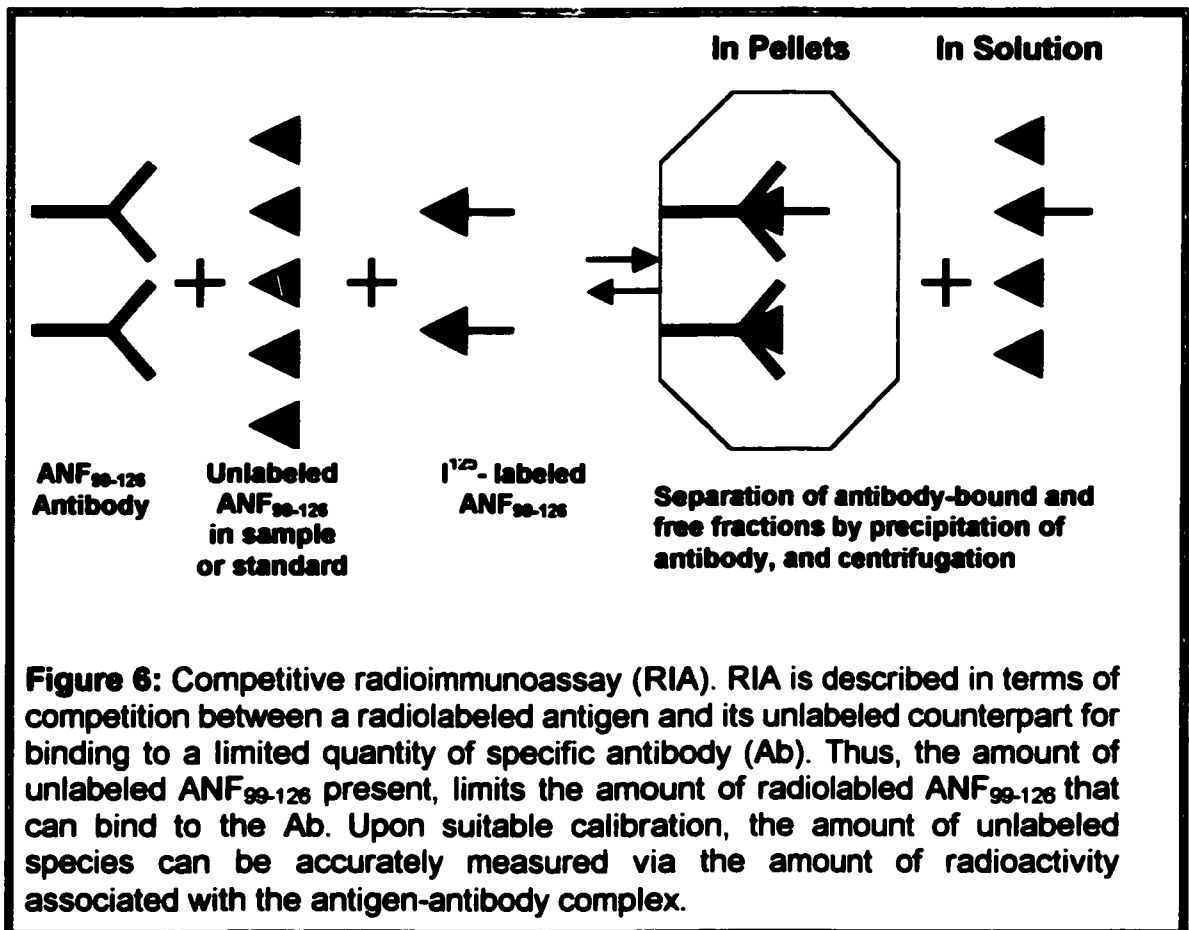 In Pellets In Solution
+ + +
ANF99-126
Antibody
Unlabeled
ANF99-126
in sample
or standard
I125- labeled
ANF99-126
Separation of antibody-bound and
free fractions by precipitation of
antibody, and centrifugation
Figure 6: Competitive radioimmunoassay (RIA). RIA is described in terms of
competition between a radiolabeled antigen and its unlabeled counterpart for
binding to a limited quantity of specific antibody (Ab). Thus, the amount of
unlabeled ANF99-126 present, limits the amount of radiolabled ANF99-126 that
can bind to the Ab. Upon suitable calibration, the amount of unlabeled
species can be accurately measured via the amount of radioactivity
associated with the antigen-antibody complex.